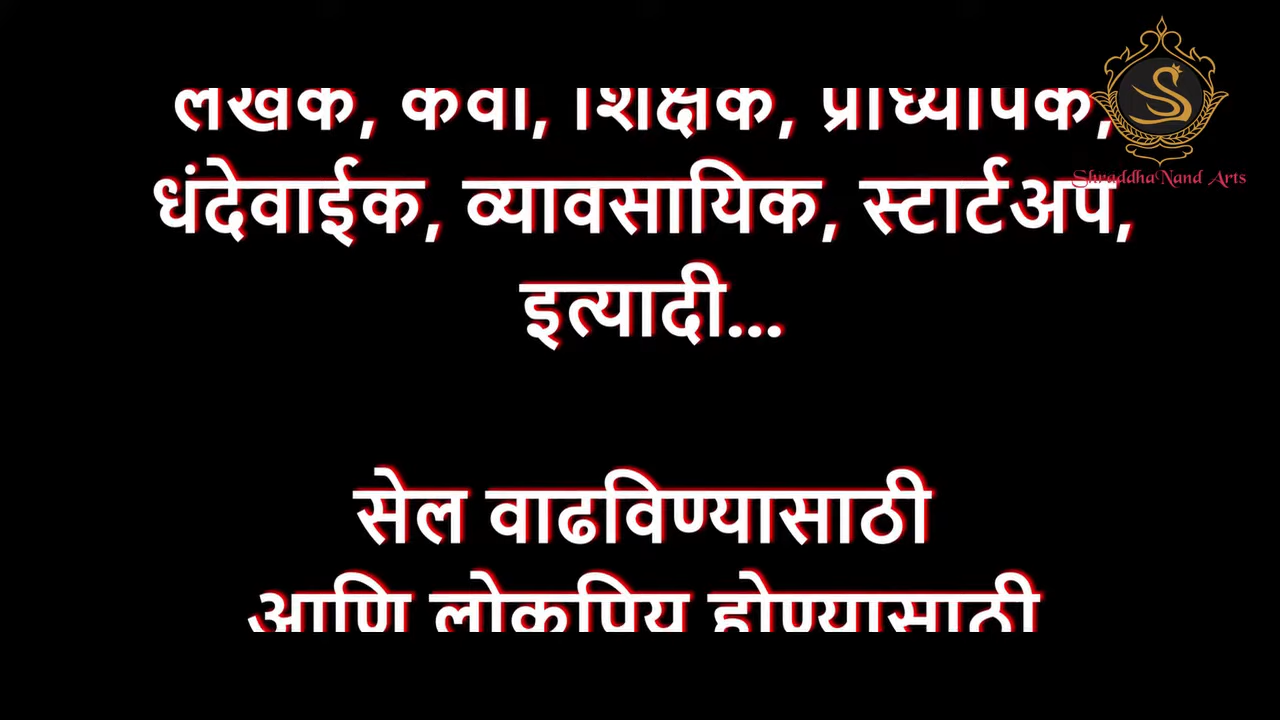 लेखक, कवी, शिक्षक, प्राध्यापक,
धंदेवाईक, व्यावसायिक, स्टार्टअप,
इत्यादी...
सेल वाढविण्यासाठी
आणि लोकप्रिय होण्यासाठी
ShraddhaNand Arts